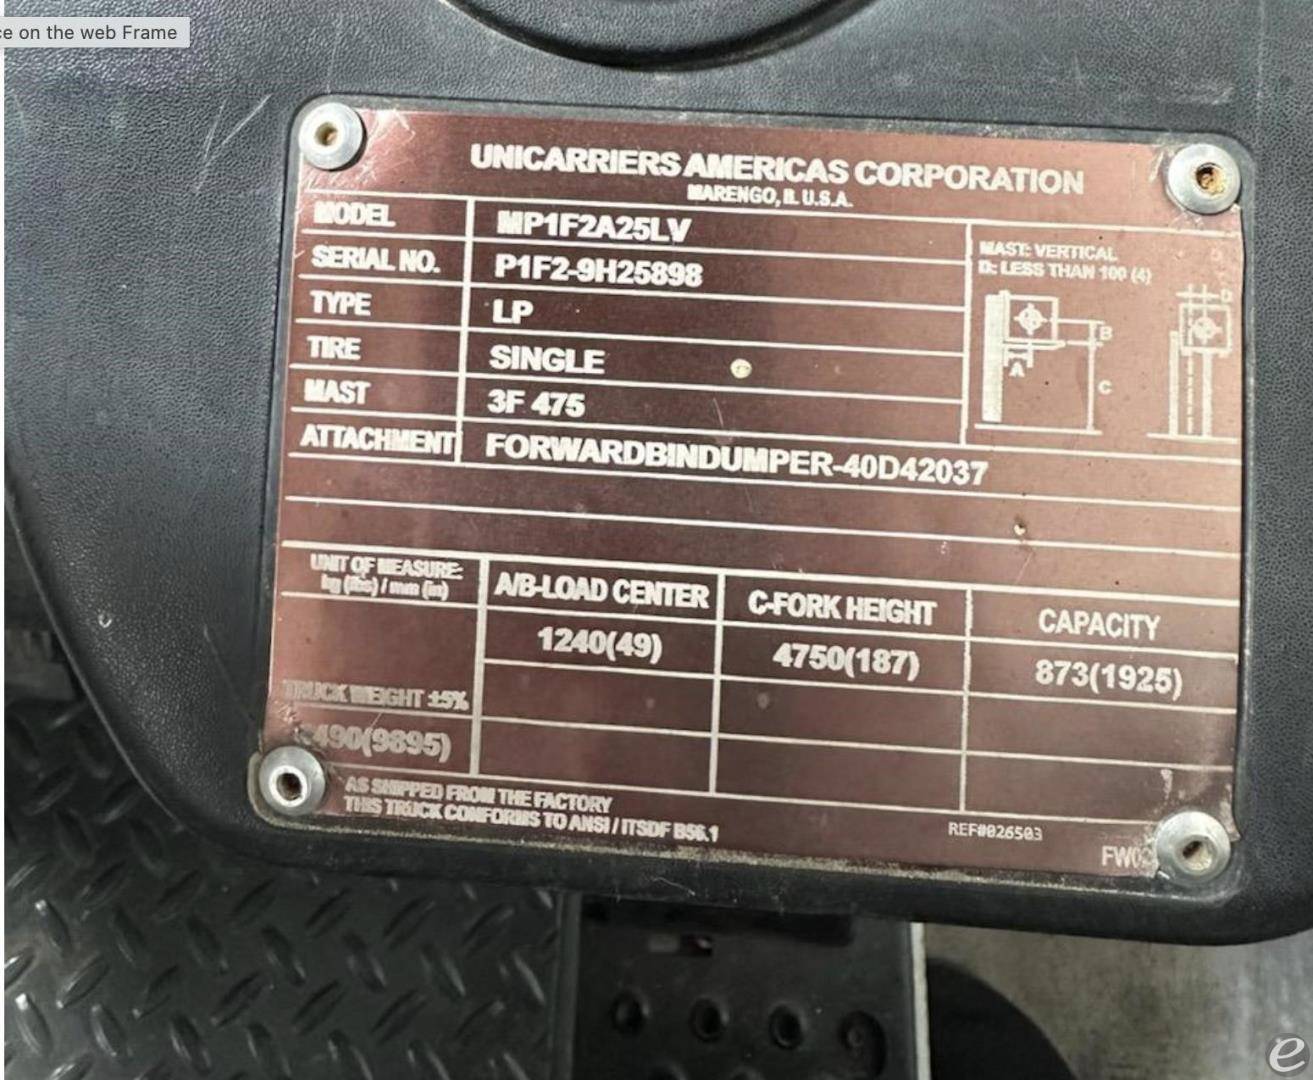 ce on the web Frame
UNICARRIERS AMERICAS CORPORATION
MARENGO, IL U.S.A.
MODEL MP1F2A25LV
SERIAL NO. P1F2-9H25898
TYPE LP
TIRE SINGLE
MAST 3F 475
ATTACHMENT FORWARDBINDUMPER-40D42037
MAST: VERTICAL
D: LESS THAN 100 (4)
D
B
A
C
UNIT OF MEASURE:
kg (lbs) / mm (in)
A/B-LOAD CENTER C-FORK HEIGHT CAPACITY
1240(49) 4750(187) 873(1925)
TRUCK WEIGHT ±5%
490(9895)
AS SHIPPED FROM THE FACTORY
THIS TRUCK CONFORMS TO ANSI / ITSDF B56.1
REF#026503
e